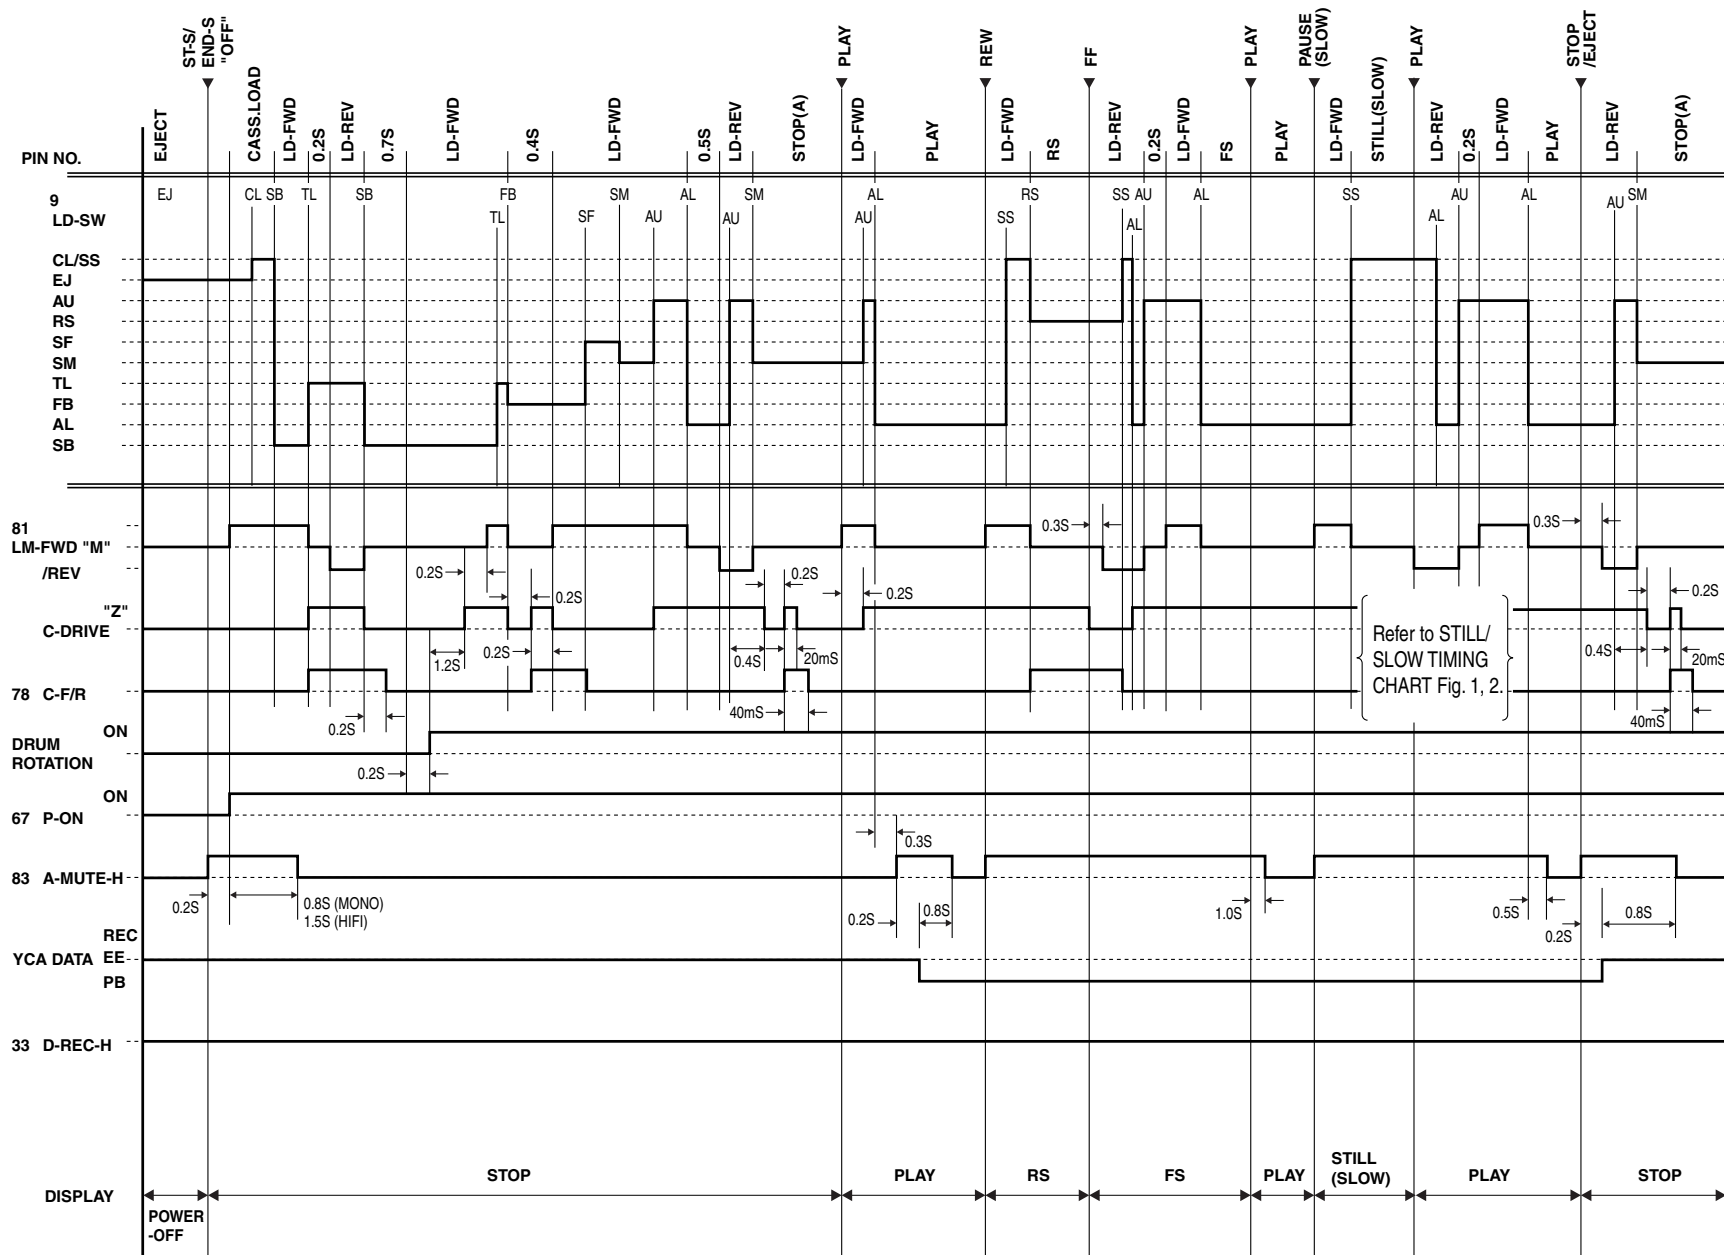 ST-S/
END-S
"OFF"
PLAY
REW
FF
PLAY
PAUSE
(SLOW)
PLAY
STOP
/EJECT
PIN NO.
EJECT
CASS.LOAD
LD-FWD
0.2S
LD-REV
0.7S
LD-FWD
0.4S
LD-FWD
0.5S
LD-REV
STOP(A)
LD-FWD
PLAY
LD-FWD
RS
LD-REV
0.2S
LD-FWD
FS
PLAY
LD-FWD
STILL(SLOW)
LD-REV
0.2S
LD-FWD
PLAY
LD-REV
STOP(A)
9
LD-SW
EJ CL SB TL SB FB SM AL SM AL RS SS AU AL SS AU AL SM
TL SF AU AU AU SS AL AL AU
CL/SS
EJ
AU
RS
SF
SM
TL
FB
AL
SB
81
LM-FWD "M"
/REV
0.3S
0.3S
0.2S
0.2S
0.2S
"Z"
C-DRIVE
0.2S
0.2S
1.2S
0.2S
0.4S
20mS
Refer to STILL/
SLOW TIMING
CHART Fig. 1, 2.
0.4S
20mS
78 C-F/R
0.2S
40mS
40mS
ON
DRUM
ROTATION
0.2S
ON
67 P-ON
0.3S
83 A-MUTE-H
0.2S
0.8S (MONO)
1.5S (HIFI)
0.2S
0.8S
1.0S
0.5S
0.2S
0.8S
REC
YCA DATA EE
PB
33 D-REC-H
DISPLAY
POWER
-OFF
STOP
PLAY
RS
FS
PLAY
STILL
(SLOW)
PLAY
STOP